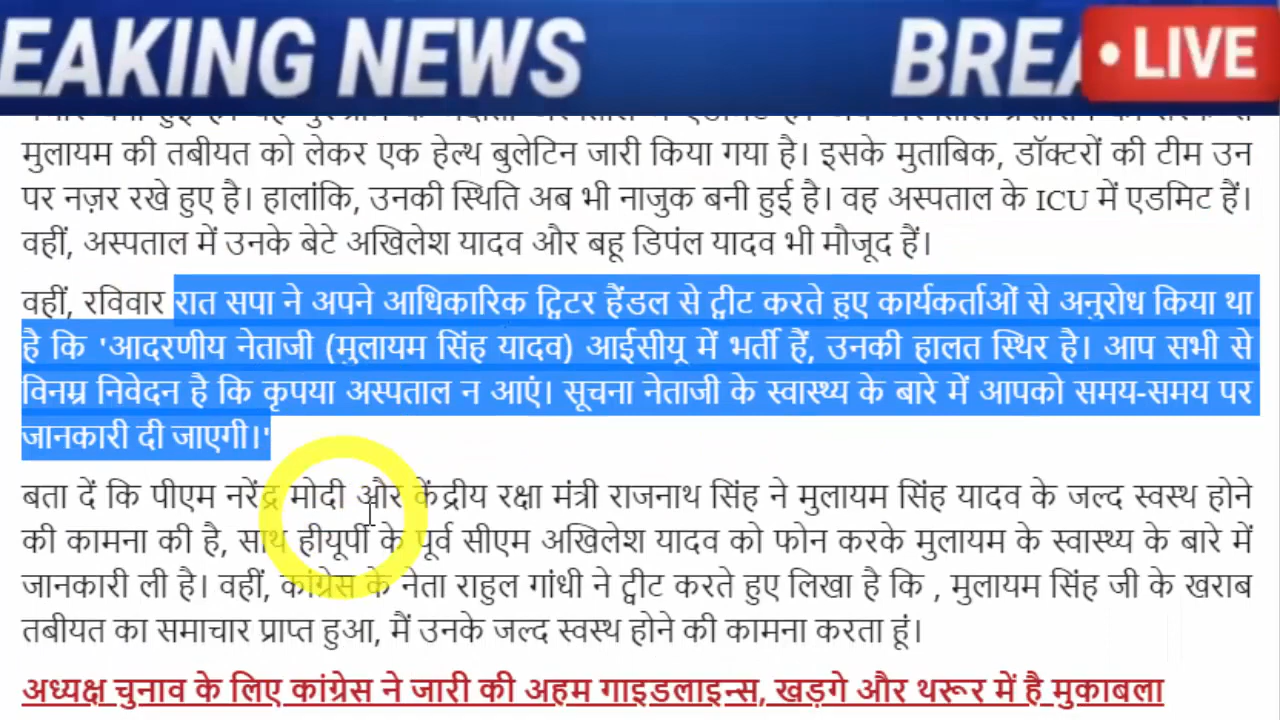 EAKING NEWS BREA
• LIVE
मुलायम की तबीयत को लेकर एक हेल्थ बुलेटिन जारी किया गया है। इसके मुताबिक, डॉक्टरों की टीम उन
पर नज़र रखे हुए है। हालांकि, उनकी स्थिति अब भी नाजुक बनी हुई है। वह अस्पताल के ICU में एडमिट हैं।
वहीं, अस्पताल में उनके बेटे अखिलेश यादव और बहू डिपंल यादव भी मौजूद हैं।
वहीं, रविवार रात सपा ने अपने आधिकारिक ट्विटर हैंडल से ट्वीट करते हुए कार्यकर्ताओं से अनुरोध किया था
है कि 'आदरणीय नेताजी (मुलायम सिंह यादव) आईसीयू में भर्ती हैं, उनकी हालत स्थिर है। आप सभी से
विनम्र निवेदन है कि कृपया अस्पताल न आएं। सूचना नेताजी के स्वास्थ्य के बारे में आपको समय-समय पर
जानकारी दी जाएगी।'
बता दें कि पीएम नरेंद्र मोदी और केंद्रीय रक्षा मंत्री राजनाथ सिंह ने मुलायम सिंह यादव के जल्द स्वस्थ होने
की कामना की है, साथ हीयूपी के पूर्व सीएम अखिलेश यादव को फोन करके मुलायम के स्वास्थ्य के बारे में
जानकारी ली है। वहीं, कांग्रेस के नेता राहुल गांधी ने ट्वीट करते हुए लिखा है कि , मुलायम सिंह जी के खराब
तबीयत का समाचार प्राप्त हुआ, मैं उनके जल्द स्वस्थ होने की कामना करता हूं।
अध्यक्ष चुनाव के लिए कांग्रेस ने जारी की अहम गाइडलाइन्स, खड़गे और थरूर में है मुकाबला